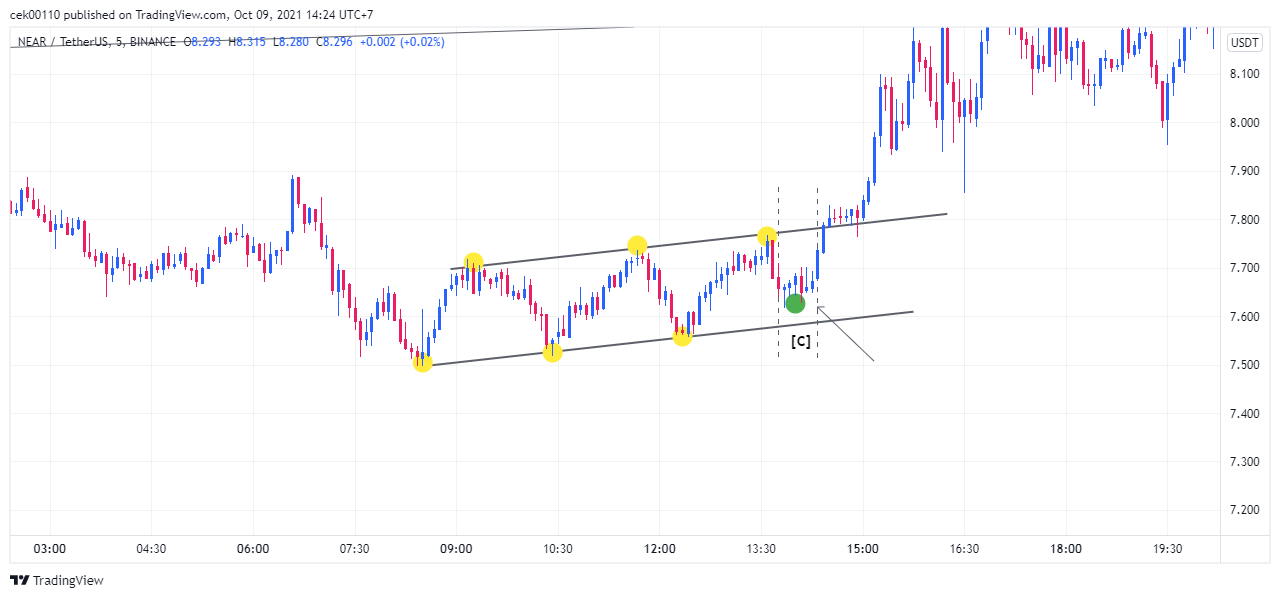 cek00110 published on TradingView.com, Oct 09, 2021 14:24 UTC+7
NEAR / TetherUS, 5, BINANCE O8.293 H8.315 L8.280 C8.296 +0.002 (+0.02%)
USDT
8.100
8.000
7.900
7.800
7.700
7.600
[C]
7.500
7.400
7.300
7.200
03:00 04:30 06:00 07:30 09:00 10:30 12:00 13:30 15:00 16:30 18:00 19:30
TradingView